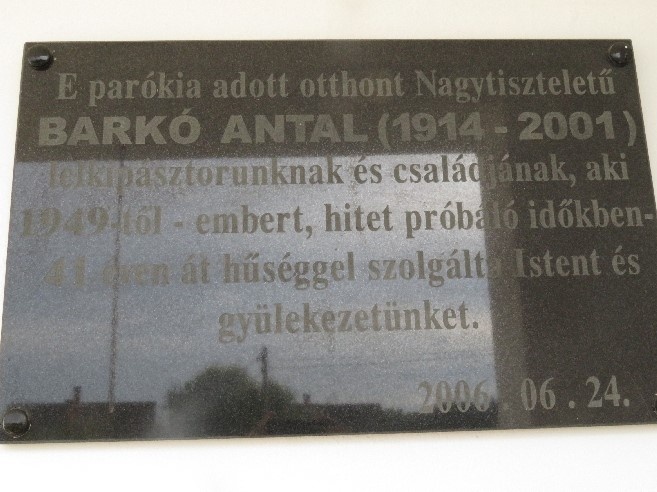 E parókia adott otthont Nagytiszteletű
BARKÓ ANTAL (1914 - 2001)
lelkipásztorunknak és családjának, aki
1949-től - embert, hitet próbáló időkben-
41 éven át hűséggel szolgálta Istent és
gyülekezetünket.
2006 . 06 . 24.